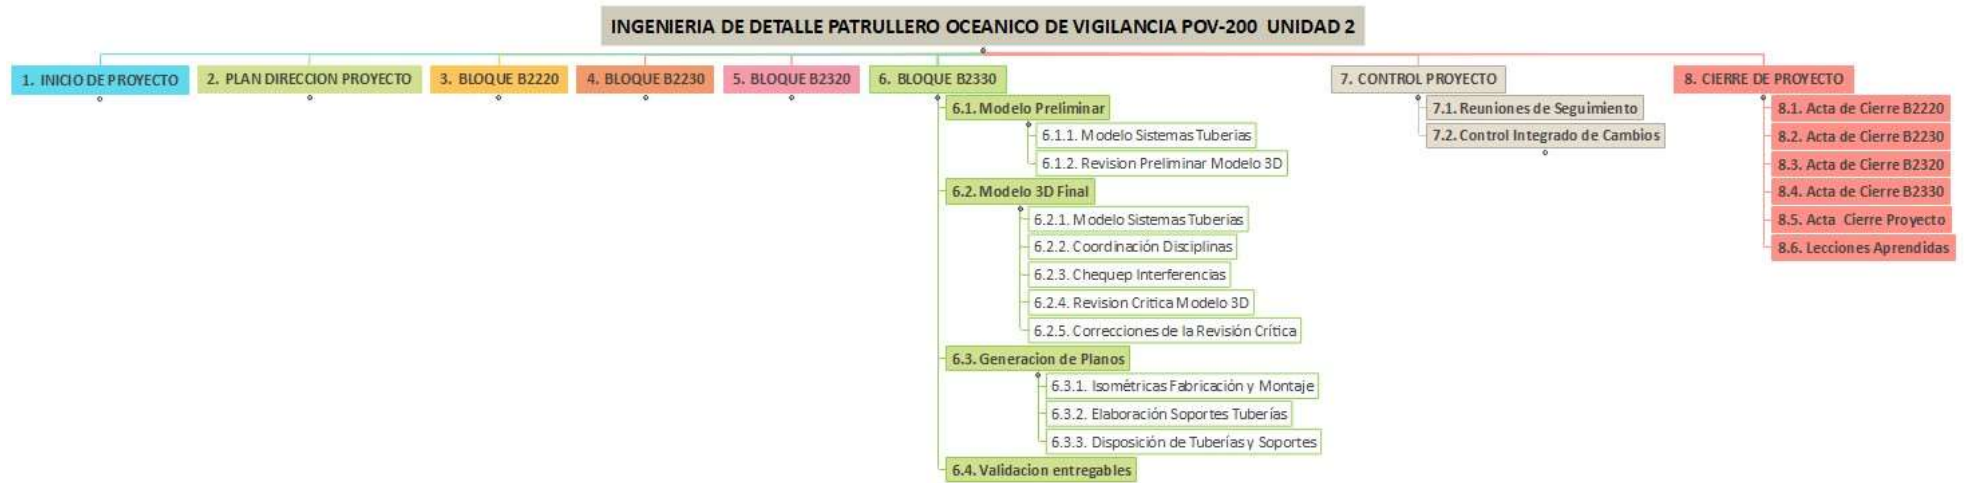 INGENIERIA DE DETALLE PATRULLERO OCEANICO DE VIGILANCIA POV-200 UNIDAD 2
1. INICIO DE PROYECTO
2. PLAN DIRECCION PROYECTO
3. BLOQUE B2220
4. BLOQUE B2230
5. BLOQUE B2320
6. BLOQUE B2330
6.1. Modelo Preliminar
6.1.1. Modelo Sistemas Tuberias
6.1.2. Revision Preliminar Modelo 3D
6.2. Modelo 3D Final
6.2.1. Modelo Sistemas Tuberias
6.2.2. Coordinación Disciplinas
6.2.3. Chequep Interferencias
6.2.4. Revision Critica Modelo 3D
6.2.5. Correcciones de la Revisión Crítica
6.3. Generacion de Planos
6.3.1. Isométricas Fabricación y Montaje
6.3.2. Elaboración Soportes Tuberías
6.3.3. Disposición de Tuberías y Soportes
6.4. Validacion entregables
7. CONTROL PROYECTO
7.1. Reuniones de Seguimiento
7.2. Control Integrado de Cambios
8. CIERRE DE PROYECTO
8.1. Acta de Cierre B2220
8.2. Acta de Cierre B2230
8.3. Acta de Cierre B2320
8.4. Acta de Cierre B2330
8.5. Acta Cierre Proyecto
8.6. Lecciones Aprendidas